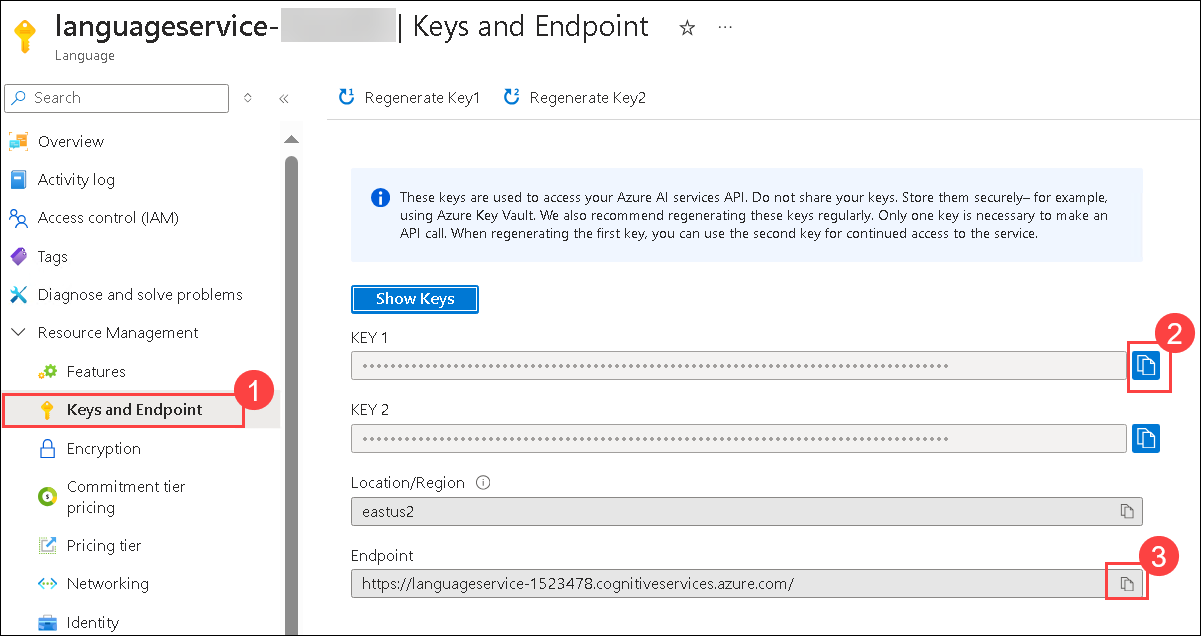 languageservice- | Keys and Endpoint
Language
Search
Regenerate Key1
Regenerate Key2
Overview
Activity log
Access control (IAM)
Tags
Diagnose and solve problems
Resource Management
Features
Keys and Endpoint
1
Encryption
Commitment tier
pricing
Pricing tier
Networking
Identity
These keys are used to access your Azure AI services API. Do not share your keys. Store them securely– for example,
using Azure Key Vault. We also recommend regenerating these keys regularly. Only one key is necessary to make an
API call. When regenerating the first key, you can use the second key for continued access to the service.
Show Keys
KEY 1
2
KEY 2
Location/Region
eastus2
Endpoint
https://languageservice-1523478.cognitiveservices.azure.com/
3